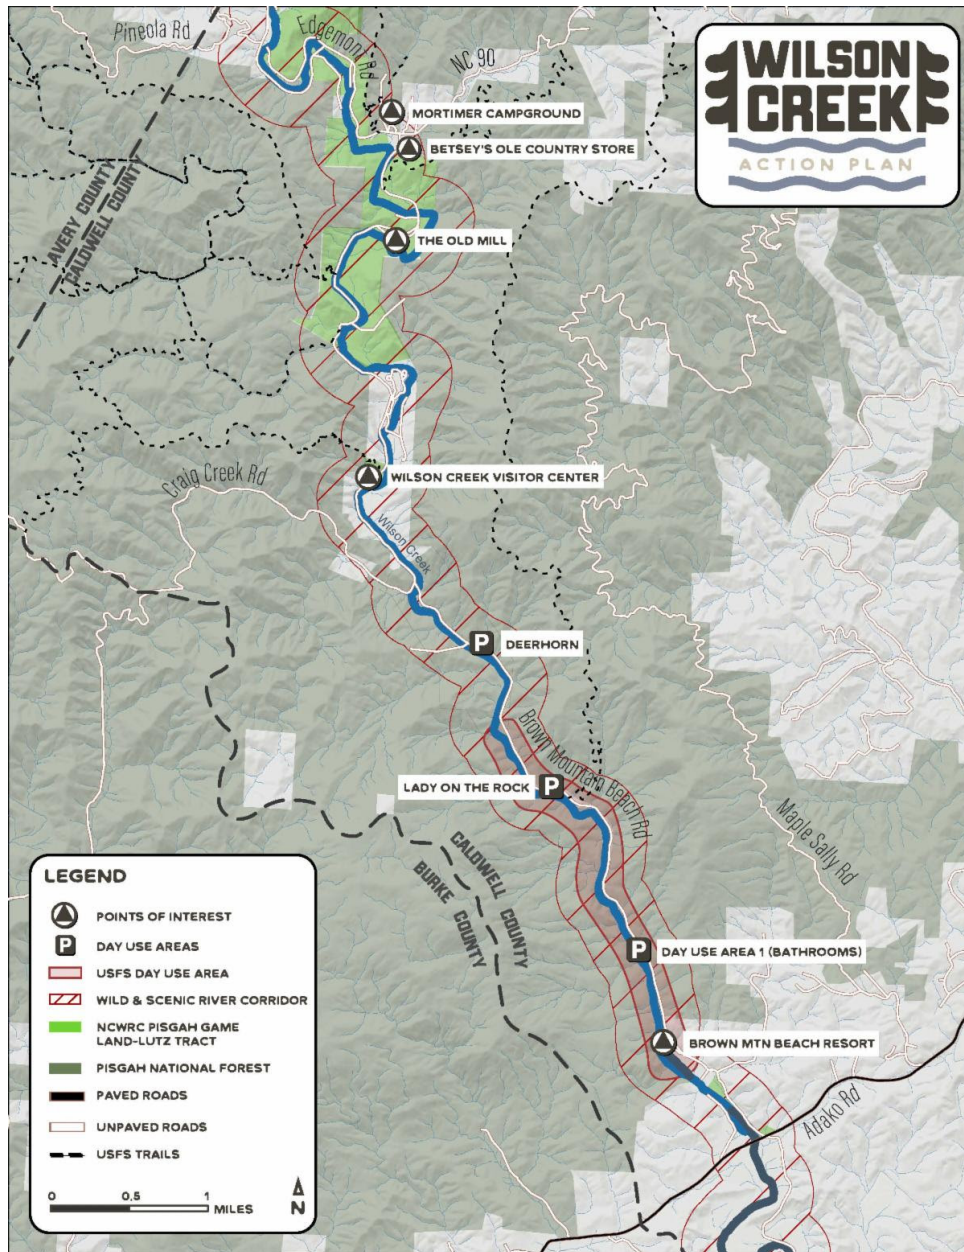 Pineola Rd
Edgemont Rd
NC 90
WILSON
CREEK
ACTION PLAN
MORTIMER CAMPGROUND
BETSEY'S OLE COUNTRY STORE
AVERY COUNTY
CALDWELL COUNTY
THE OLD MILL
Craig Creek Rd
WILSON CREEK VISITOR CENTER
Wilson Creek
DEERHORN
Brown Mountain Beach Rd
LADY ON THE ROCK
Maple Sally Rd
CALDWELL COUNTY
BURKE COUNTY
DAY USE AREA 1 (BATHROOMS)
BROWN MTN BEACH RESORT
Adako Rd
LEGEND
POINTS OF INTEREST
P DAY USE AREAS
USFS DAY USE AREA
WILD & SCENIC RIVER CORRIDOR
NCWRC PISGAH GAME
LAND-LUTZ TRACT
PISGAH NATIONAL FOREST
PAVED ROADS
UNPAVED ROADS
USFS TRAILS
0 0.5 1
MILES
N
P
P
P